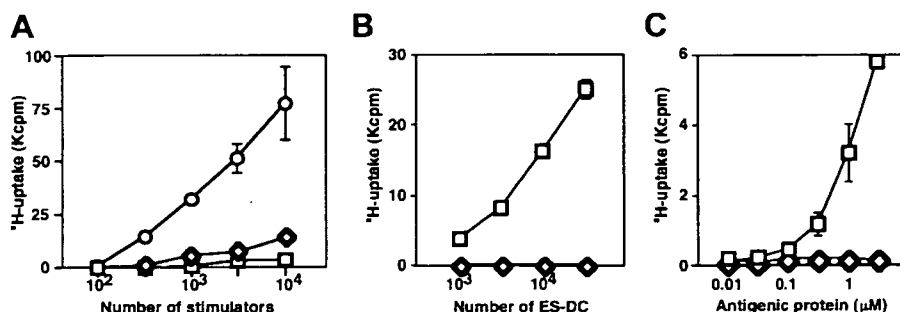 A
B
C
100
75
50
25
0
³H-uptake (Kcpm)
10²
10³
10⁴
Number of stimulators
30
20
10
0
³H-uptake (Kcpm)
10³
10⁴
Number of ES-DC
6
4
2
0
³H-uptake (Kcpm)
0.01
0.1
1
Antigenic protein (μM)